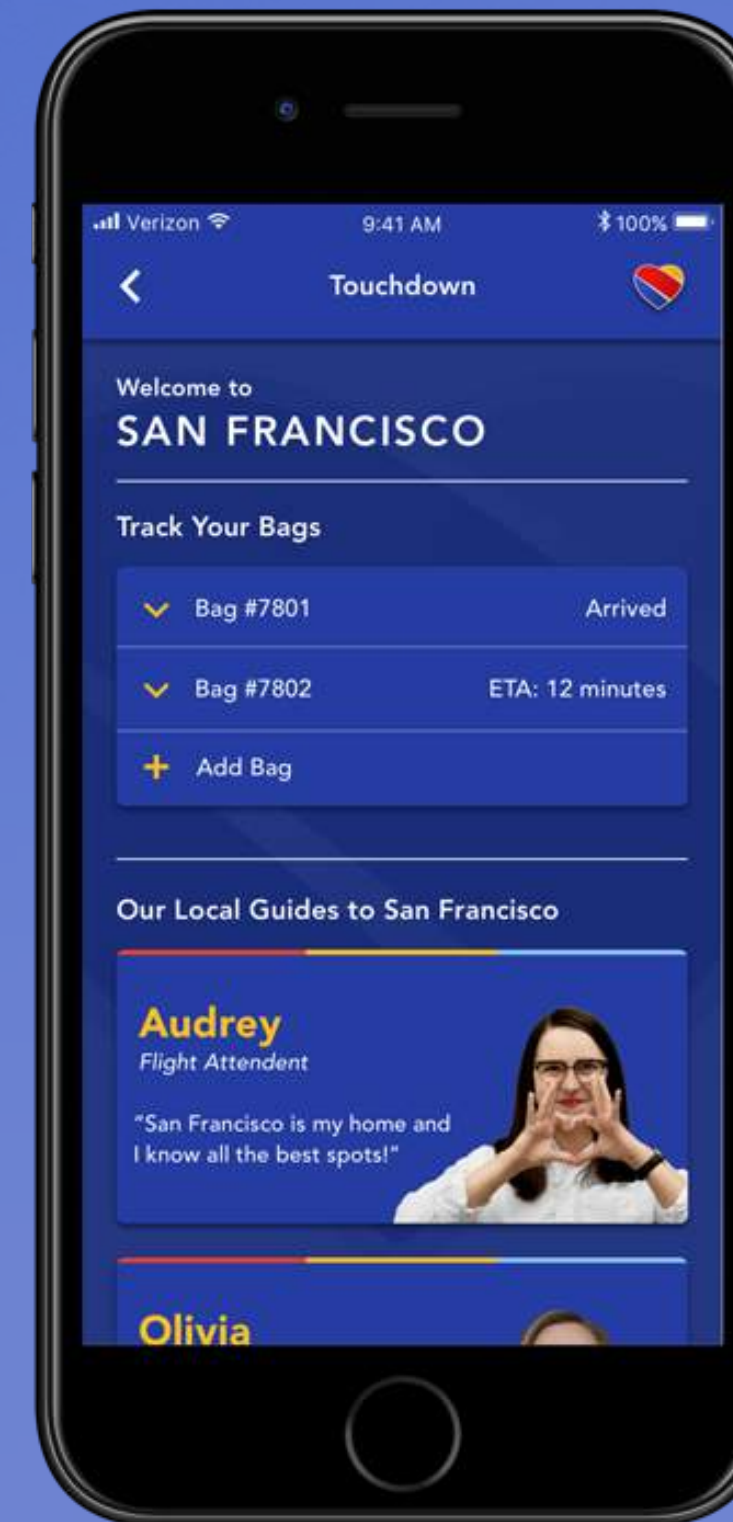 Verizon 9:41 AM 100%
Touchdown
Welcome to
SAN FRANCISCO
Track Your Bags
Bag #7801 Arrived
Bag #7802 ETA: 12 minutes
Add Bag
Our Local Guides to San Francisco
Audrey
Flight Attendent
“San Francisco is my home and
I know all the best spots!”
Olivia